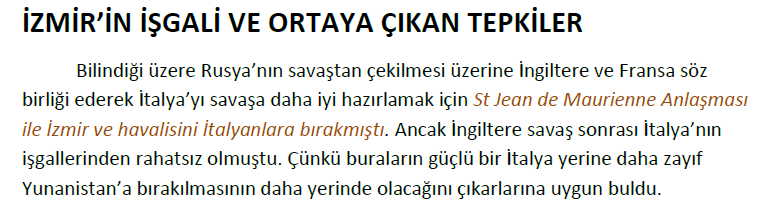 İZMİR’İN İŞGALİ VE ORTAYA ÇIKAN TEPKİLER
Bilindiği üzere Rusya’nın savaştan çekilmesi üzerine İngiltere ve Fransa söz
birliği ederek İtalya’yı savaşa daha iyi hazırlamak için St Jean de Maurienne Anlaşması
ile İzmir ve havalisini İtalyanlara bırakmıştı. Ancak İngiltere savaş sonrası İtalya’nın
işgallerinden rahatsız olmuştu. Çünkü buraların güçlü bir İtalya yerine daha zayıf
Yunanistan’a bırakılmasının daha yerinde olacağını çıkarlarına uygun buldu.